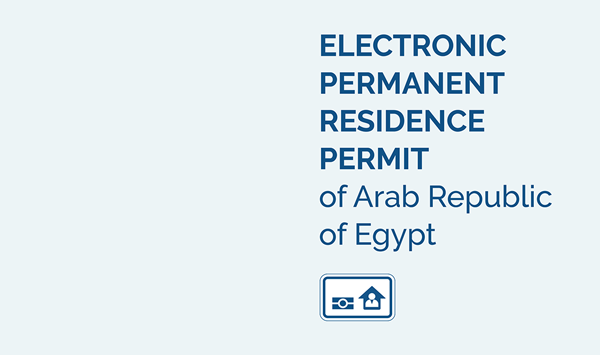 ELECTRONIC
PERMANENT
RESIDENCE
PERMIT
of Arab Republic
of Egypt